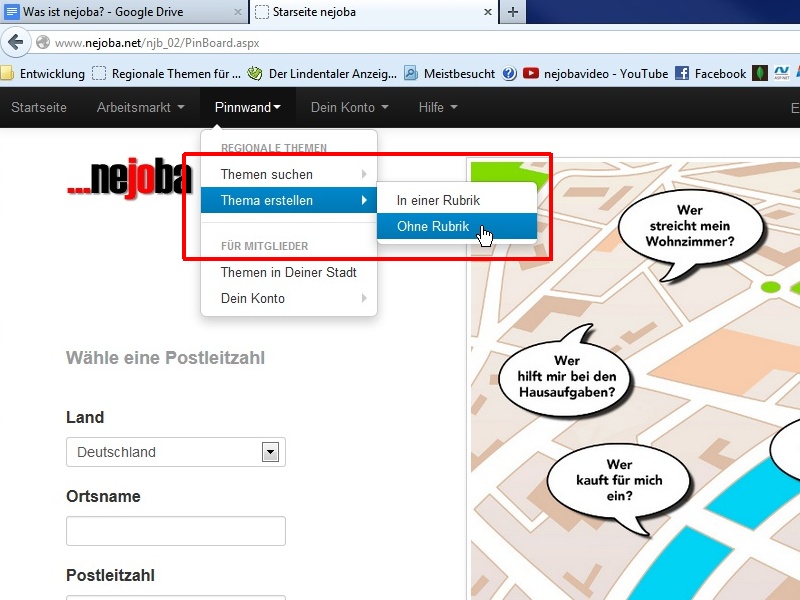 Was ist nejoba? - Google Drive
Starseite nejoba
www.nejoba.net/njb_02/PinBoard.aspx
Entwicklung
Regionale Themen für ...
Der Lindentaler Anzeig...
Meistbesucht
nejobavideo - YouTube
Facebook
Startseite
Arbeitsmarkt
Pinnwand
Dein Konto
Hilfe
E
REGIONALE THEMEN
Themen suchen
Thema erstellen
In einer Rubrik
Ohne Rubrik
FÜR MITGLIEDER
Themen in Deiner Stadt
Dein Konto
...nejoba
Wer
streicht mein
Wohnzimmer?
Wer
hilft mir bei den
Hausaufgaben?
Wer
kauft für mich
ein?
Wähle eine Postleitzahl
Land
Deutschland
Ortsname
Postleitzahl